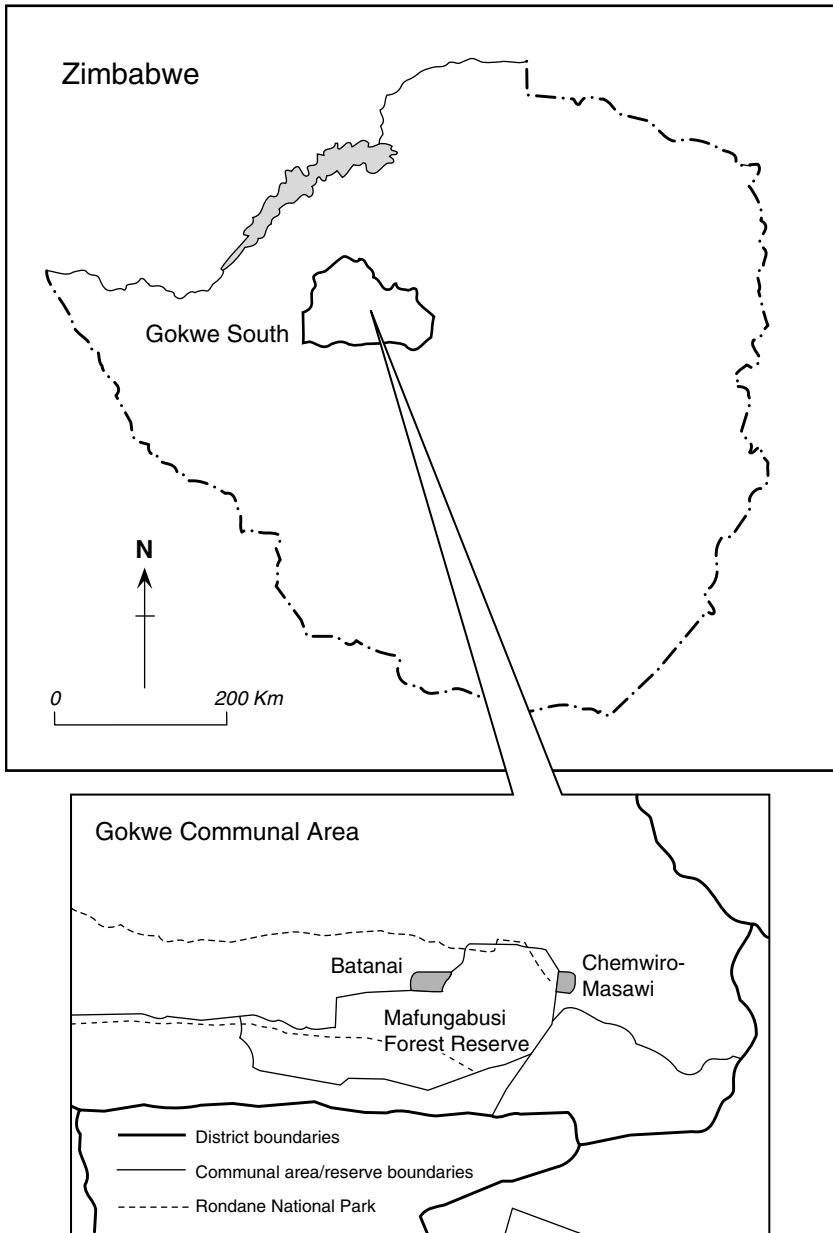 Zimbabwe
Gokwe South
N
0
200 Km
Gokwe Communal Area
Batanai
Chemwiro-
Masawi
Mafungabusi
Forest Reserve
District boundaries
Communal area/reserve boundaries
Rondane National Park